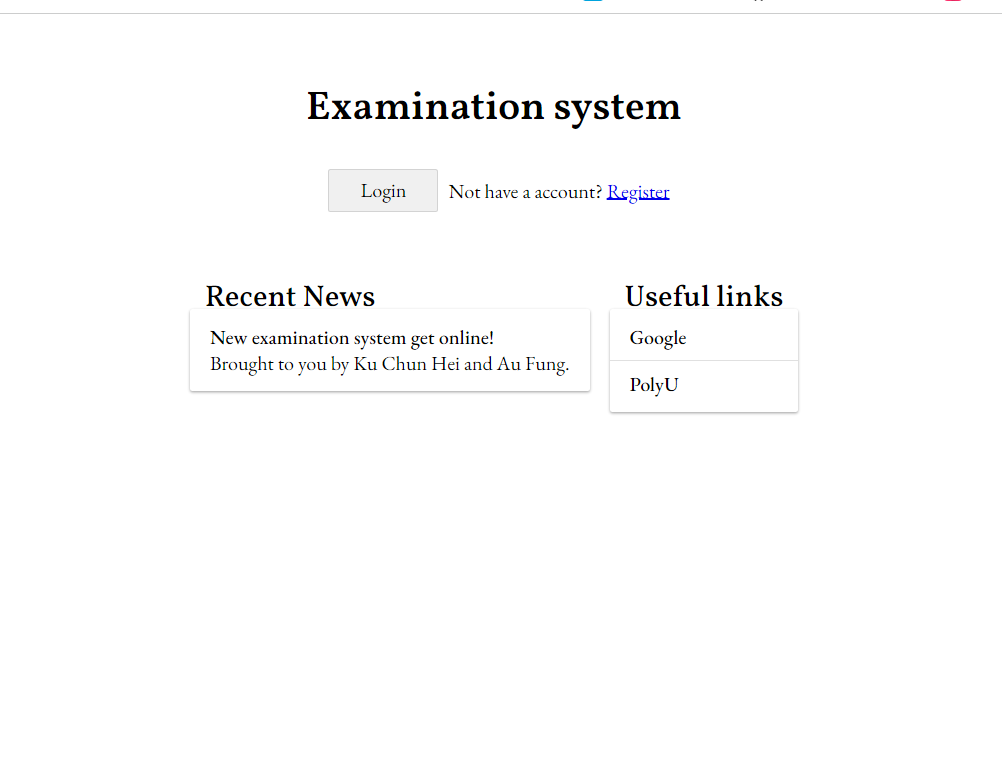 Examination system
Login
Not have a account? Register
Recent News
New examination system get online!
Brought to you by Ku Chun Hei and Au Fung.
Useful links
Google
PolyU